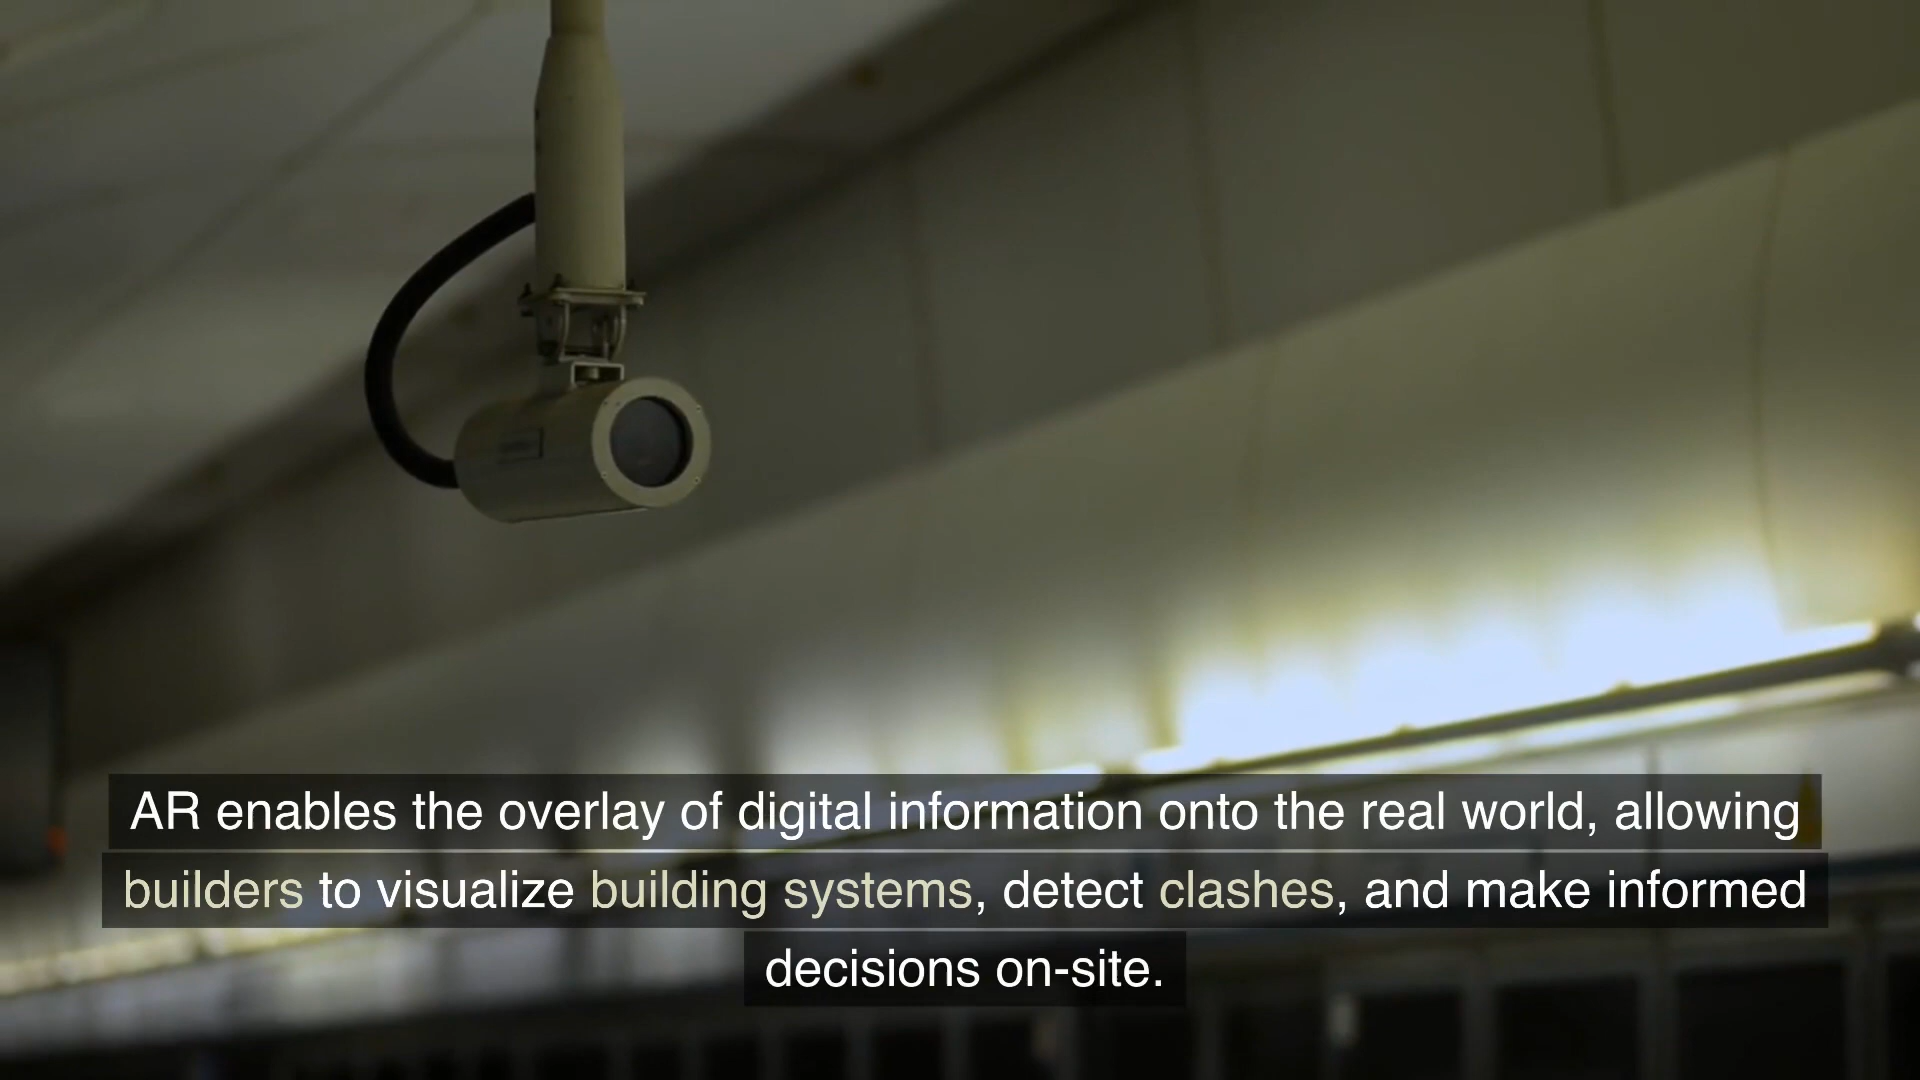 AR enables the overlay of digital information onto the real world, allowing
builders to visualize building systems, detect clashes, and make informed
decisions on-site.